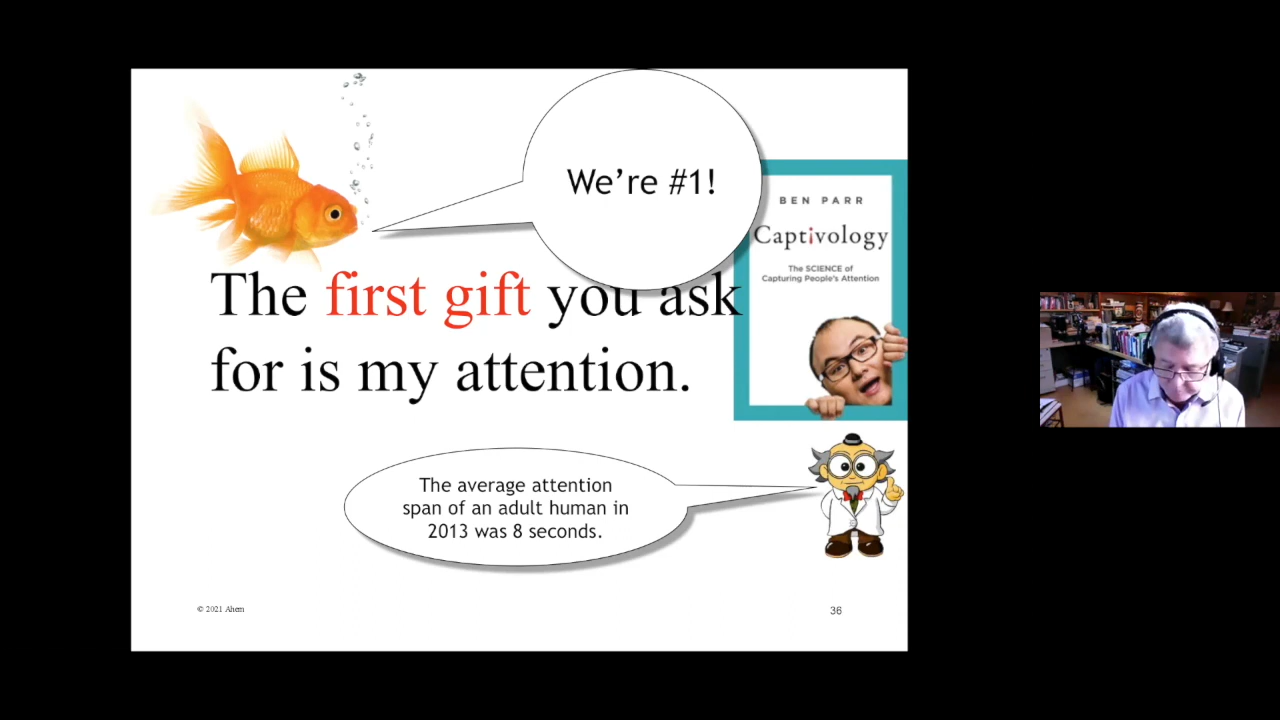 We're #1!
BEN PARR
Captivology
The SCIENCE of
Capturing People's Attention
The first gift you ask
for is my attention.
The average attention
span of an adult human in
2013 was 8 seconds.
© 2021 Ahern
36